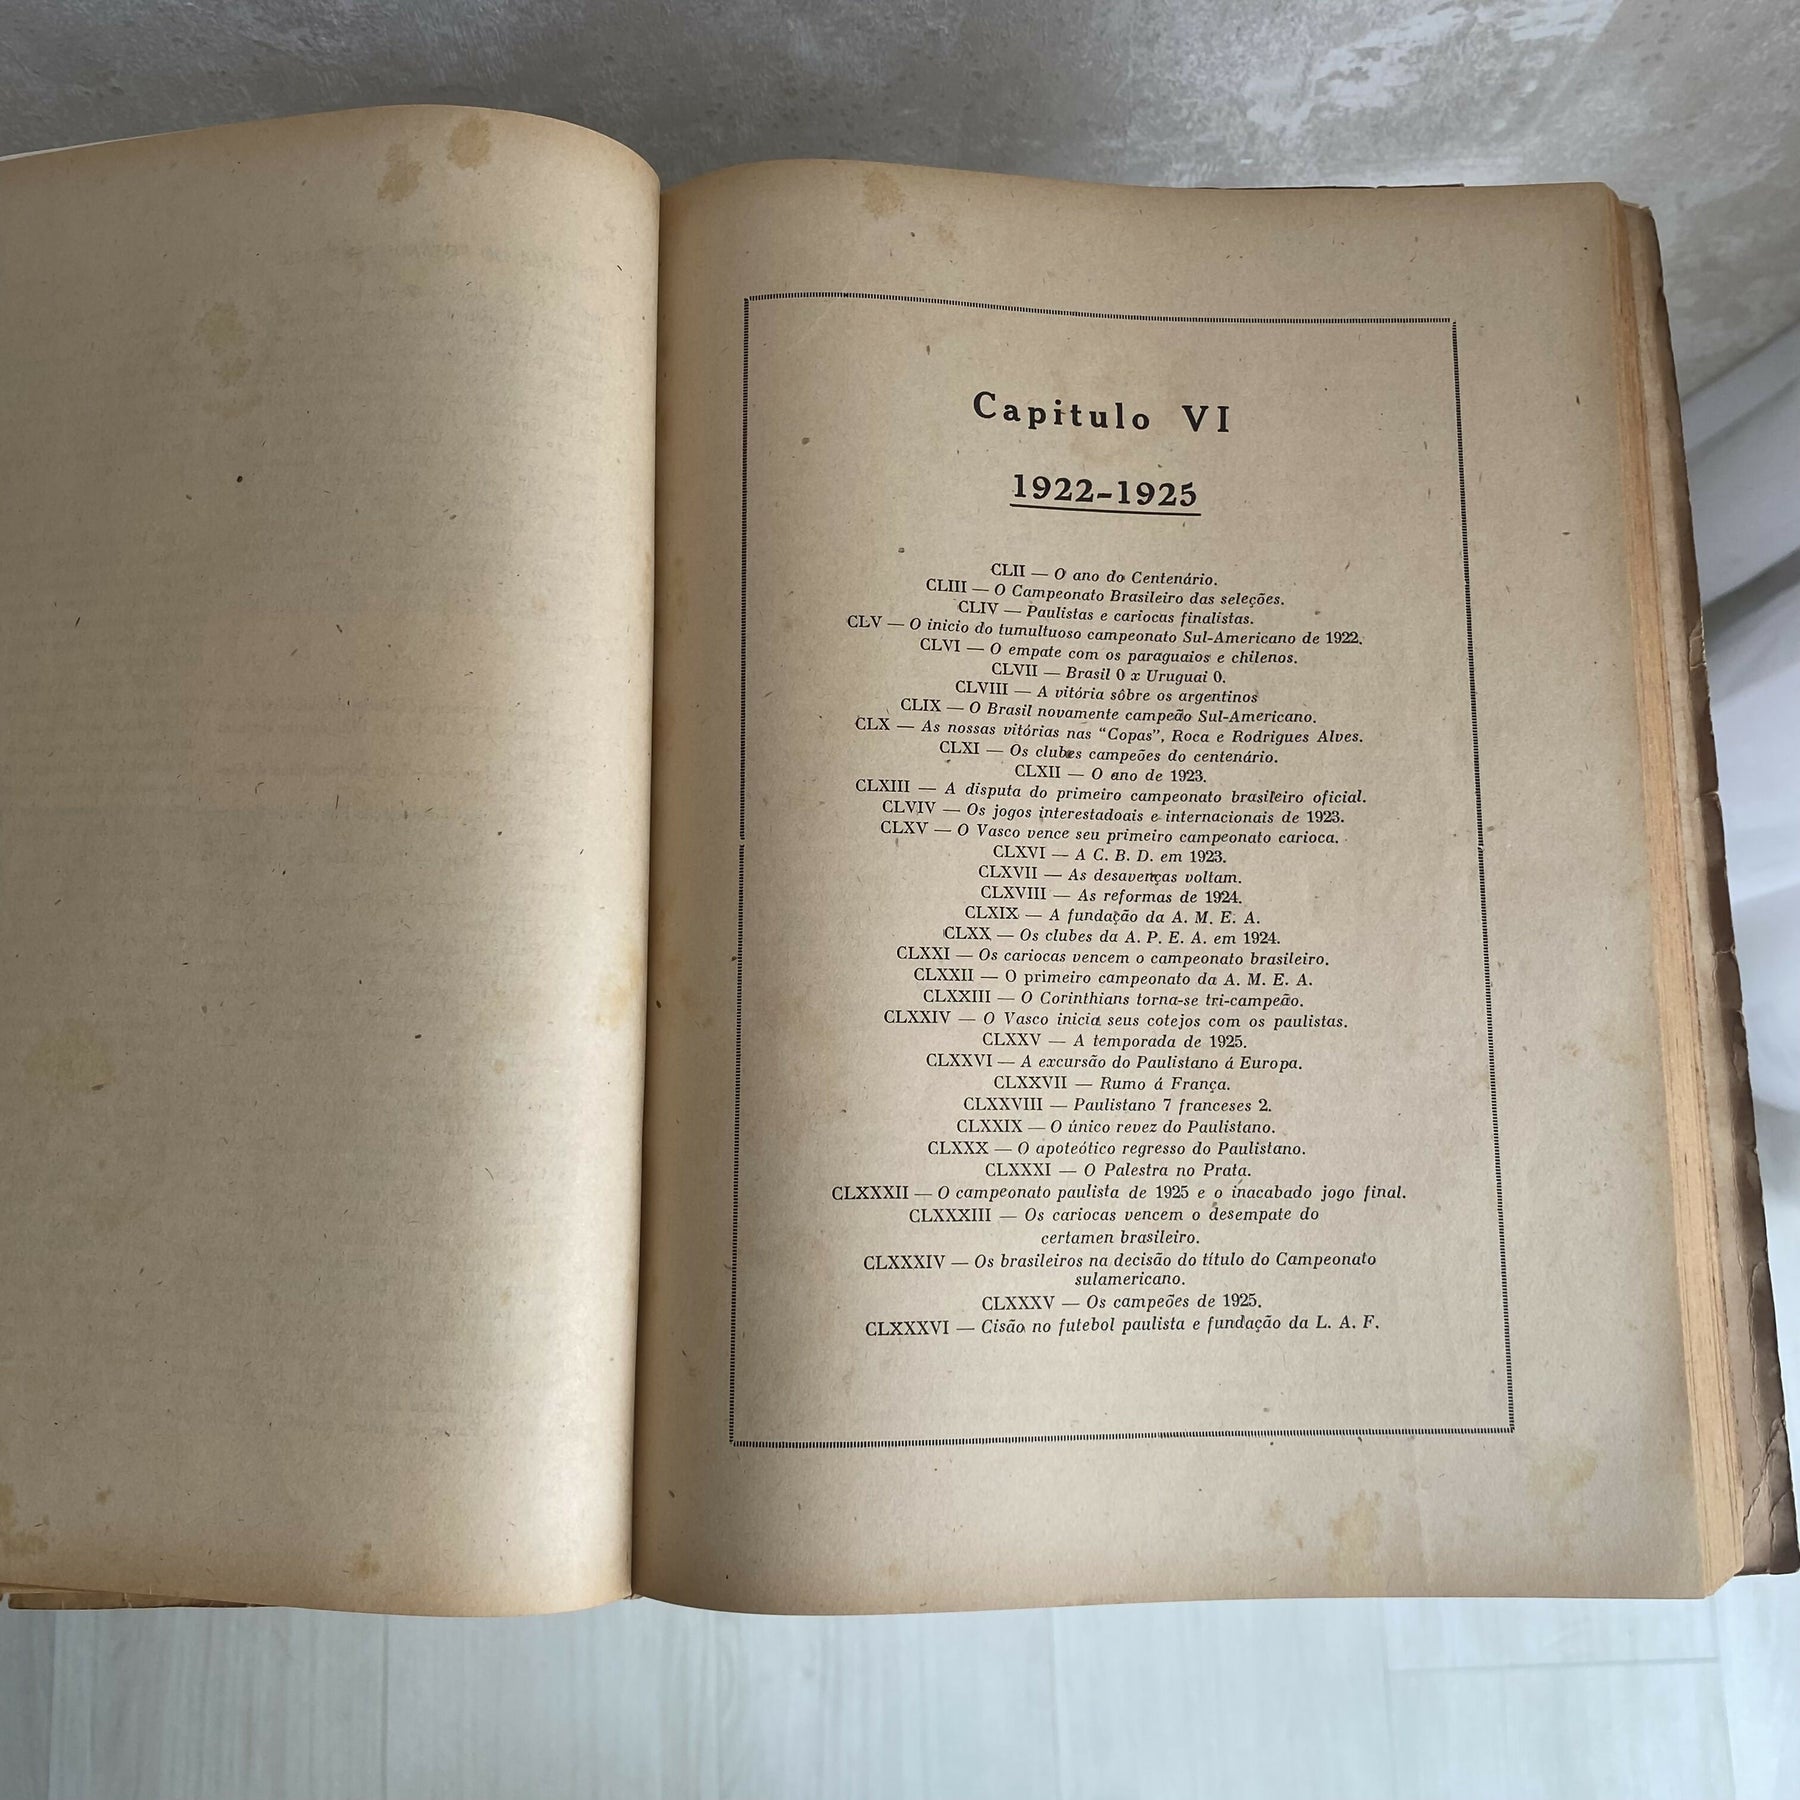 Capitulo VI
1922-1925
CLII — O ano do Centenário.
CLIII — O Campeonato Brasileiro das seleções.
CLIV — Paulistas e cariocas finalistas.
CLV — O inicio do tumultuoso campeonato Sul-Americano de 1922.
CLVI — O empate com os paraguaios e chilenos.
CLVII — Brasil 0 x Uruguai 0.
CLVIII — A vitória sôbre os argentinos
CLIX — O Brasil novamente campeão Sul-Americano.
CLX — As nossas vitórias nas "Copas", Roca e Rodrigues Alves.
CLXI — Os clubes campeões do centenário.
CLXII — O ano de 1923.
CLXIII — A disputa do primeiro campeonato brasileiro oficial.
CLVIV — Os jogos interestadoais e internacionais de 1923.
CLXV — O Vasco vence seu primeiro campeonato carioca.
CLXVI — A C. B. D. em 1923.
CLXVII — As desavenças voltam.
CLXVIII — As reformas de 1924.
CLXIX — A fundação da A. M. E. A.
CLXX — Os clubes da A. P. E. A. em 1924.
CLXXI — Os cariocas vencem o campeonato brasileiro.
CLXXII — O primeiro campeonato da A. M. E. A.
CLXXIII — O Corinthians torna-se tri-campeão.
CLXXIV — O Vasco inicia seus cotejos com os paulistas.
CLXXV — A temporada de 1925.
CLXXVI — A excursão do Paulistano á Europa.
CLXXVII — Rumo á França.
CLXXVIII — Paulistano 7 franceses 2.
CLXXIX — O único revez do Paulistano.
CLXXX — O apoteótico regresso do Paulistano.
CLXXXI — O Palestra no Prata.
CLXXXII — O campeonato paulista de 1925 e o inacabado jogo final.
CLXXXIII — Os cariocas vencem o desempate do
certamen brasileiro.
CLXXXIV — Os brasileiros na decisão do título do Campeonato
sulamericano.
CLXXXV — Os campeões de 1925.
CLXXXVI — Cisão no futebol paulista e fundação da L. A. F.